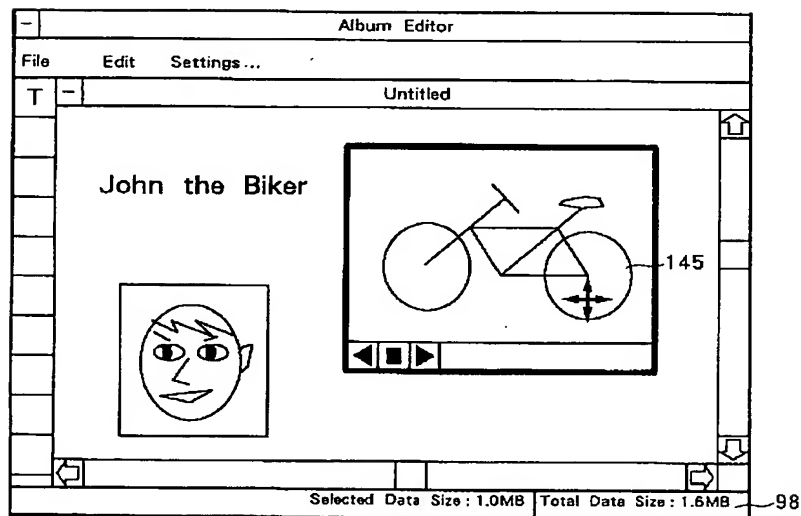 Album Editor
File Edit Settings...
T Untitled
John the Biker
145
Selected Data Size : 1.0MB Total Data Size : 1.6MB 98